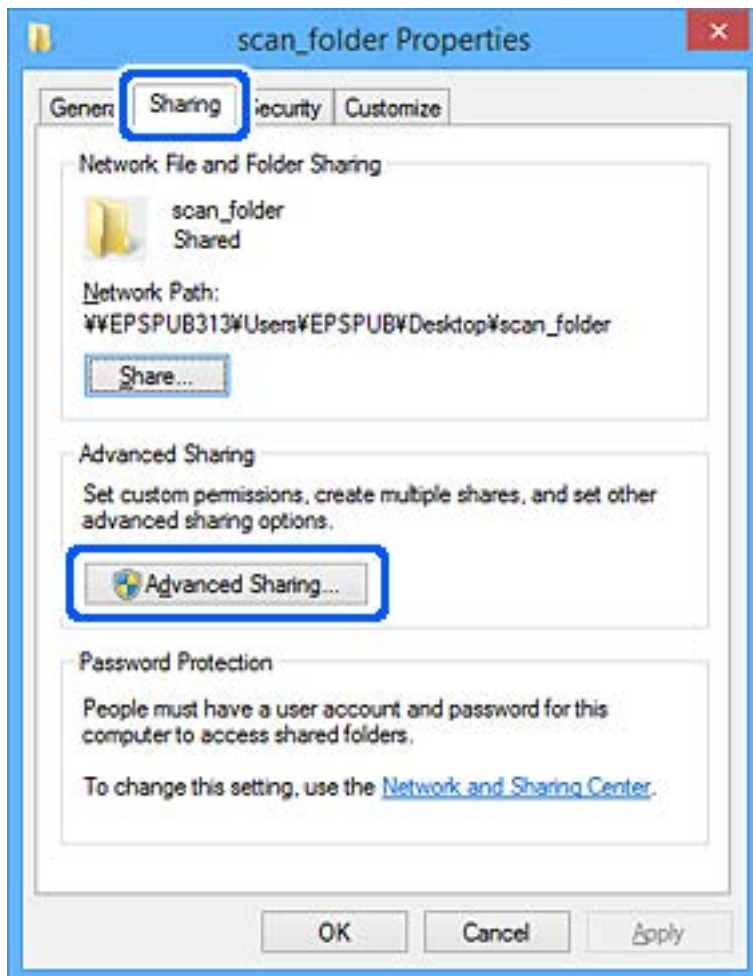 scan_folder Properties
General Sharing Security Customize
Network File and Folder Sharing
scan_folder
Shared
Network Path:
¥¥EPSPUB313¥Users¥EPSPUB¥Desktop¥scan_folder
Share...
Advanced Sharing
Set custom permissions, create multiple shares, and set other
advanced sharing options.
Advanced Sharing...
Password Protection
People must have a user account and password for this
computer to access shared folders.
To change this setting, use the Network and Sharing Center.
OK Cancel Apply